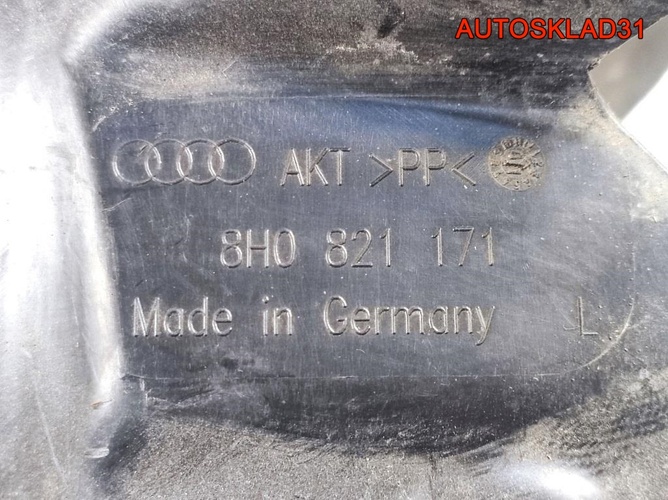 AUTOSKLAD31
AKT >PP<
8H0 821 171
Made in Germany L